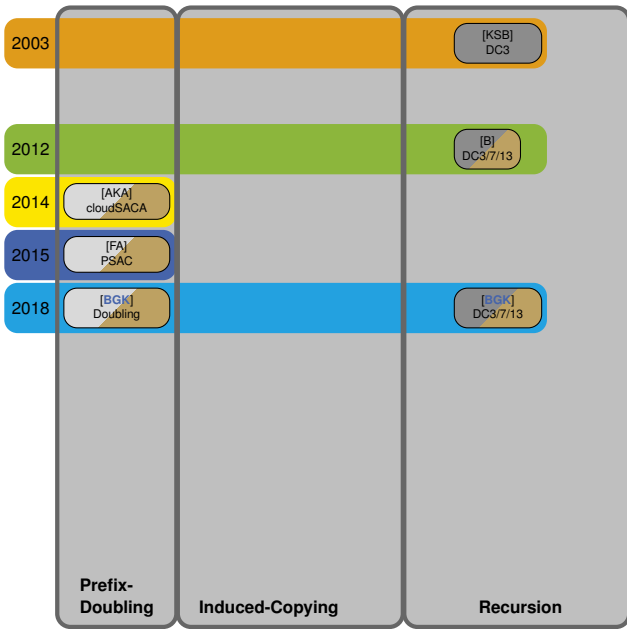 2003
[KSB]
DC3
2012
[B]
DC3/7/13
2014
[AKA]
cloudSACA
2015
[FA]
PSAC
2018
[BGK]
Doubling
[BGK]
DC3/7/13
Prefix-
Doubling
Induced-Copying
Recursion